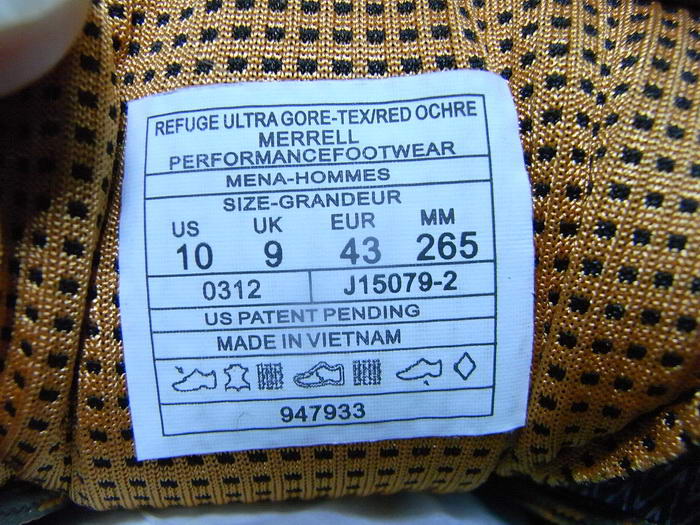 REFUGE ULTRA GORE-TEX/RED OCHRE
MERRELL
PERFORMANCEFOOTWEAR
MENA-HOMMES
SIZE-GRANDEUR
US UK EUR MM
10 9 43 265
0312 J15079-2
US PATENT PENDING
MADE IN VIETNAM
947933